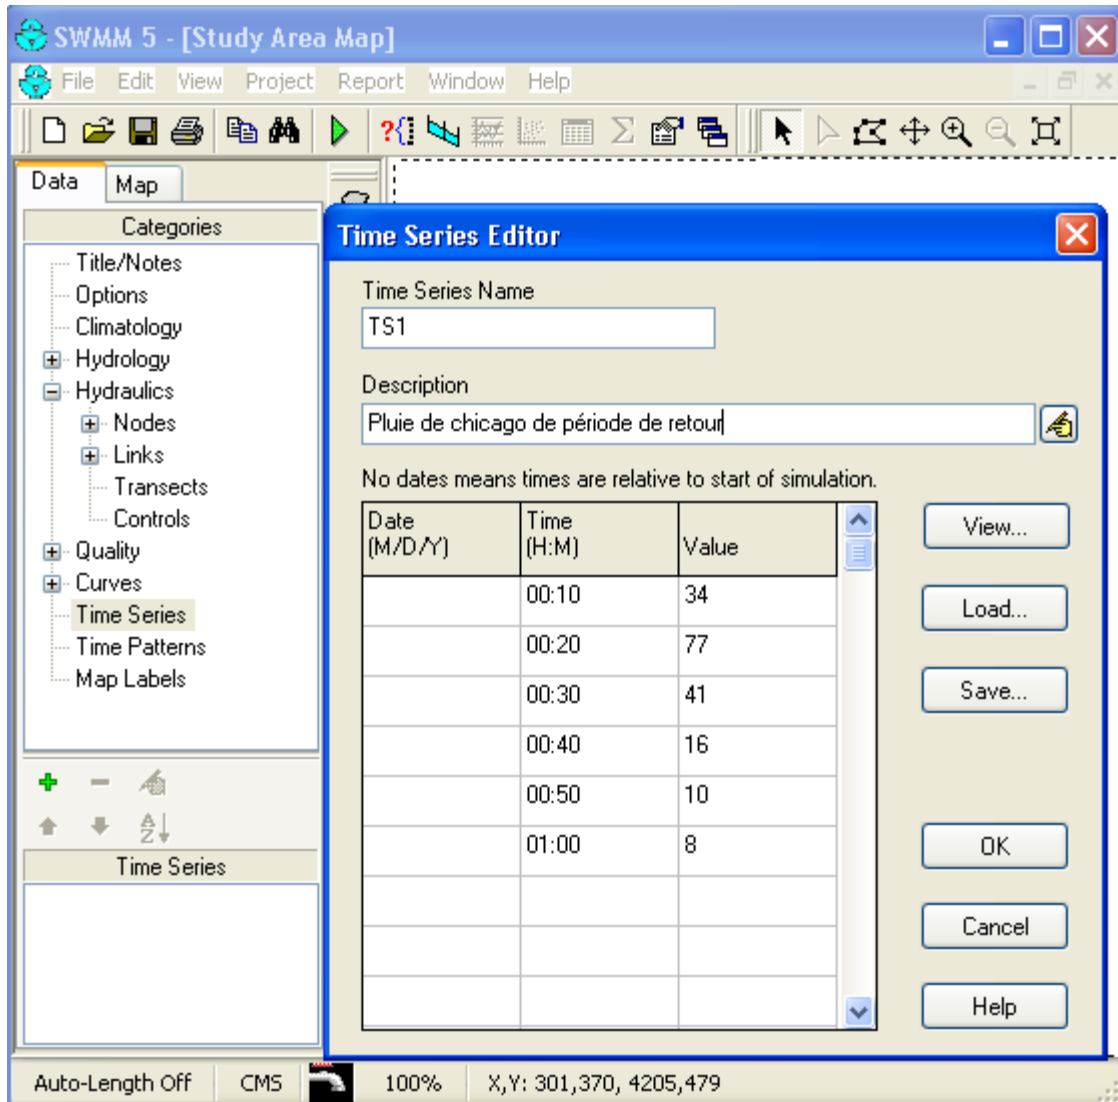 SWMM 5 - [Study Area Map]
File Edit View Project Report Window Help
Data Map
Categories
Title/Notes
Options
Climatology
Hydrology
Hydraulics
Nodes
Links
Transects
Controls
Quality
Curves
Time Series
Time Patterns
Map Labels
Time Series
Time Series Editor
Time Series Name
TS1
Description
Pluie de chicago de période de retour
No dates means times are relative to start of simulation.
Date (M/D/Y) Time (H:M) Value
00:10 34
00:20 77
00:30 41
00:40 16
00:50 10
01:00 8
View...
Load...
Save...
OK
Cancel
Help
Auto-Length Off CMS 100% X,Y: 301,370, 4205,479